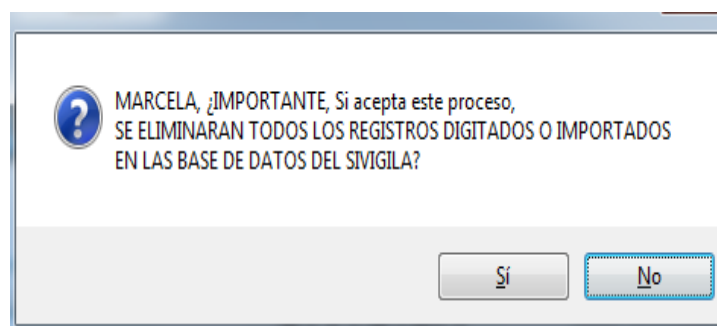 MARCELA, ¿IMPORTANTE, Si acepta este proceso,
SE ELIMINARAN TODOS LOS REGISTROS DIGITADOS O IMPORTADOS
EN LAS BASE DE DATOS DEL SIVIGILA?
Sí No